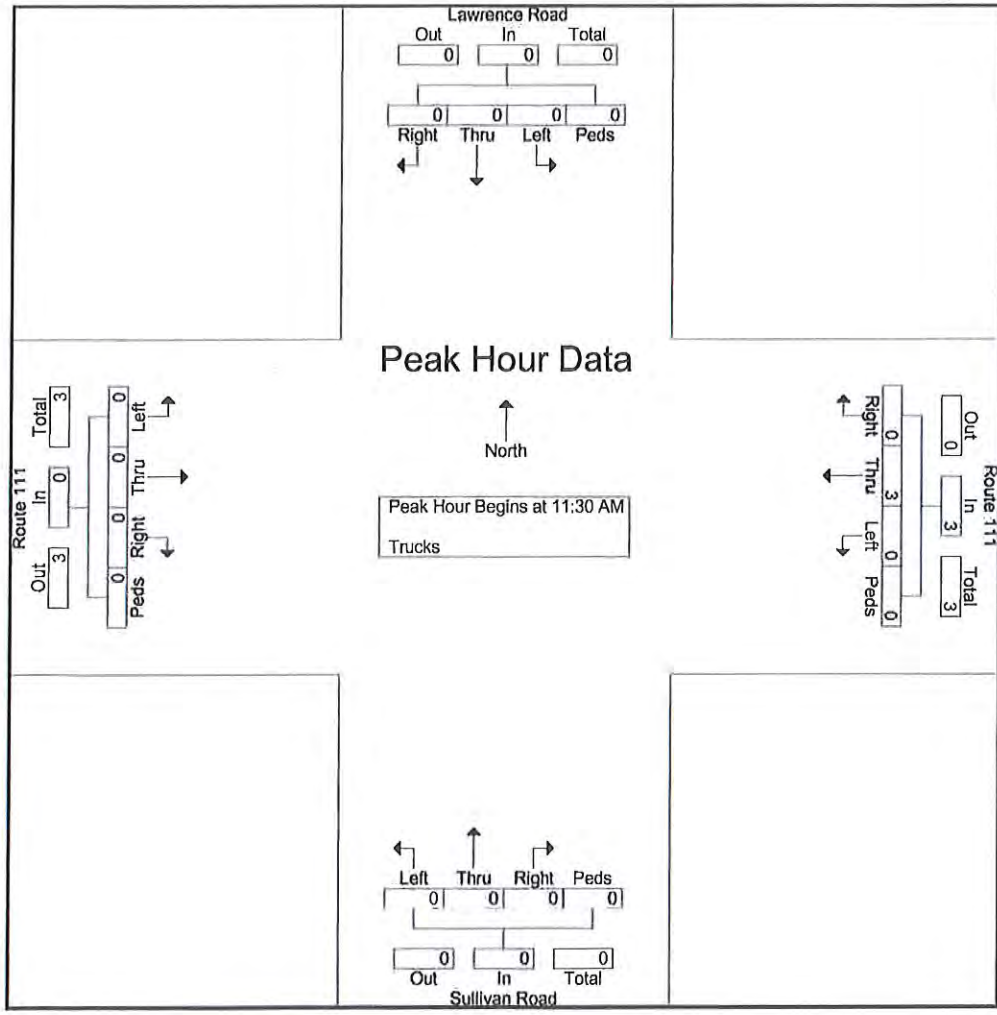 Lawrence Road
Out In Total
0 0 0
0 0 0 0
Right Thru Left Peds
Peak Hour Data
North
Peak Hour Begins at 11:30 AM
Trucks
Route 111
Total In Out
3 0 3
0 0 0 0
Left Thru Right Peds
Route 111
Out In Total
0 3 3
0 3 0 0
Right Thru Left Peds
Left Thru Right Peds
0 0 0 0
0 0 0
Out In Total
Sullivan Road